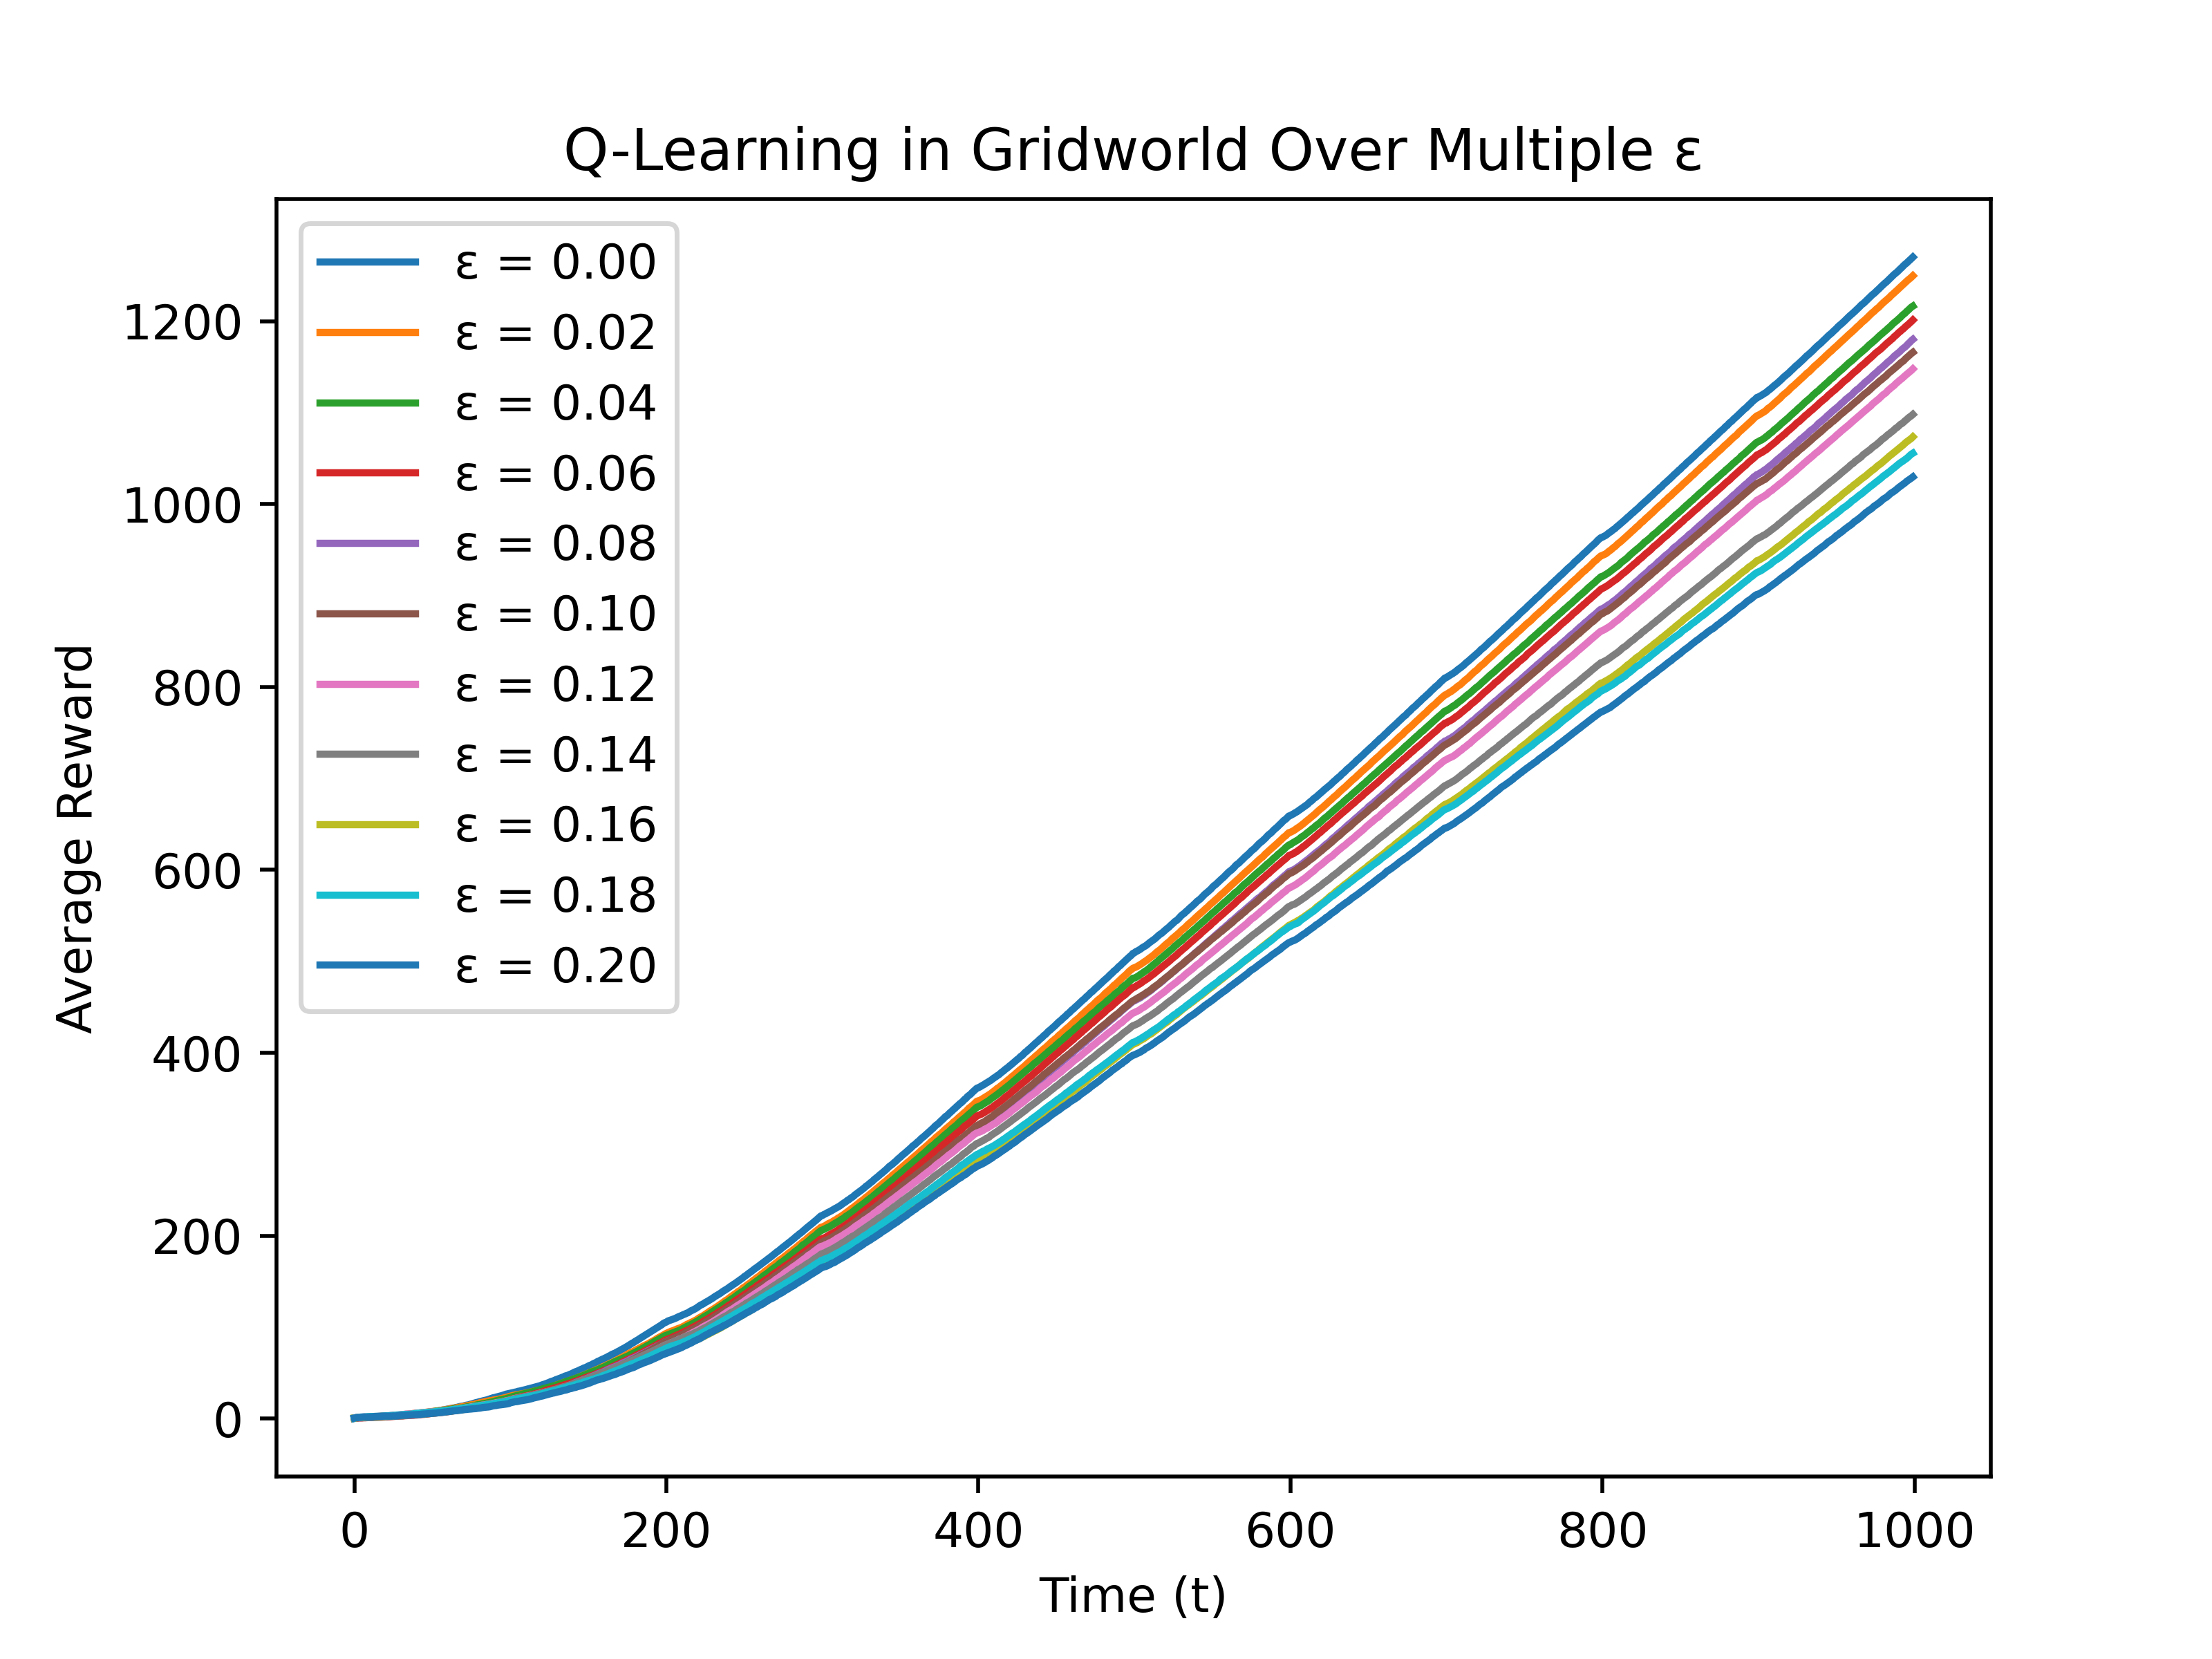 Q-Learning in Gridworld Over Multiple ε
ε = 0.00
ε = 0.02
ε = 0.04
ε = 0.06
ε = 0.08
ε = 0.10
ε = 0.12
ε = 0.14
ε = 0.16
ε = 0.18
ε = 0.20
Average Reward
1200
1000
800
600
400
200
0
0 200 400 600 800 1000
Time (t)